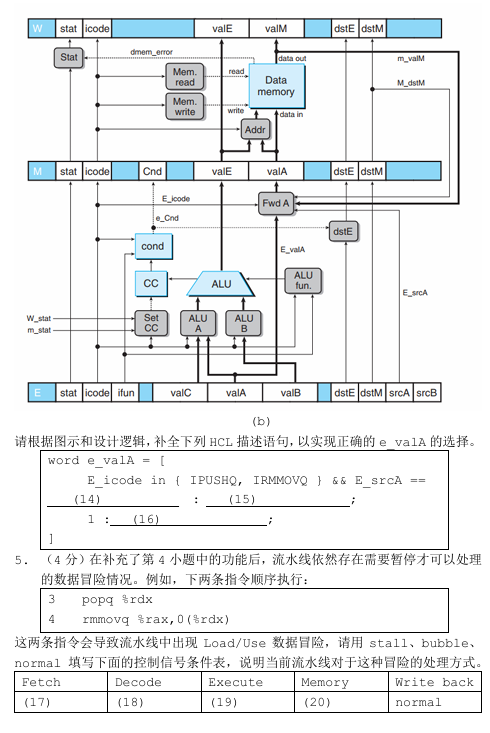 W stat icode valE valM dstE dstM
dmem_error
Stat
data out
m_valM
Mem. read
read
Data memory
M_dstM
Mem. write
write
data in
Addr
M stat icode Cnd valE valA dstE dstM
E_icode
Fwd A
e_Cnd
dstE
cond
E_valA
CC
ALU
ALU fun.
E_srcA
W_stat
m_stat
Set CC
ALU A
ALU B
E stat icode ifun valC valA valB dstE dstM srcA srcB
(b)
请根据图示和设计逻辑,补全下列 HCL 描述语句,以实现正确的 e_valA 的选择。
word e_valA = [
E_icode in { IPUSHQ, IRMMOVQ } && E_srcA ==
(14) : (15) ;
1 : (16) ;
]
5. (4 分)在补充了第 4 小题中的功能后,流水线依然存在需要暂停才可以处理
的数据冒险情况。例如,下两条指令顺序执行:
3 popq %rdx
4 rmmovq %rax,0(%rdx)
这两条指令会导致流水线中出现 Load/Use 数据冒险,请用 stall、bubble、
normal 填写下面的控制信号条件表,说明当前流水线对于这种冒险的处理方式。
Fetch Decode Execute Memory Write back
(17) (18) (19) (20) normal